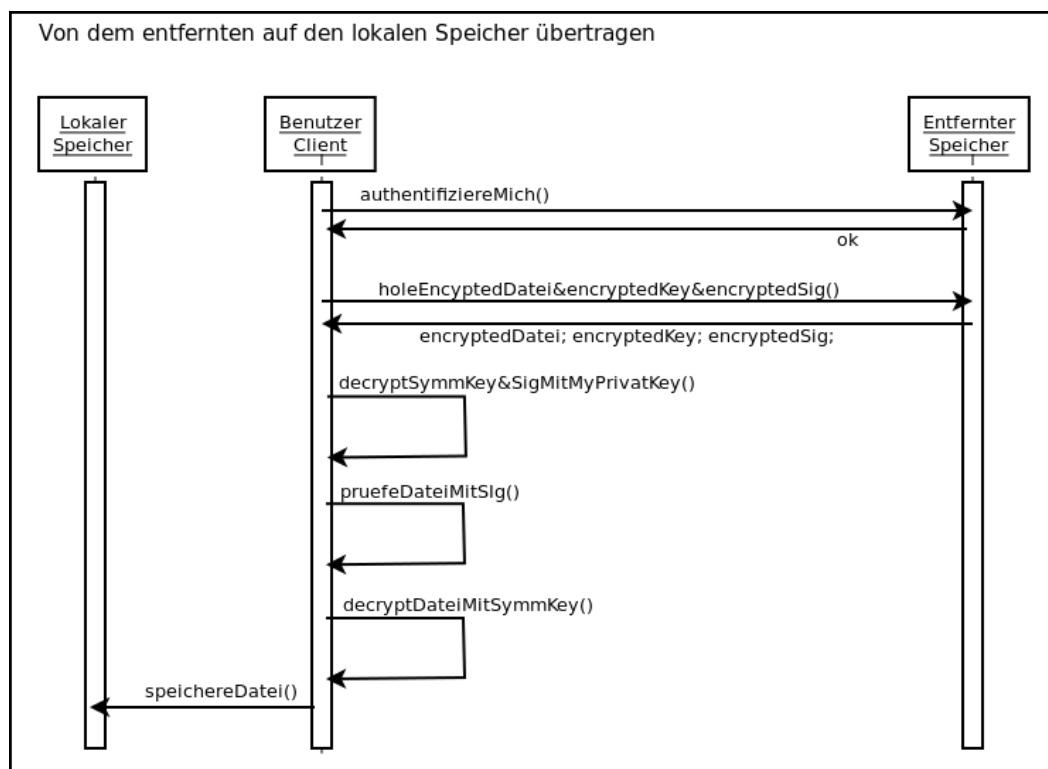 Von dem entfernten auf den lokalen Speicher übertragen
Lokaler
Speicher
Benutzer
Client
Entfernter
Speicher
authentifiziereMich()
ok
holeEncyptedDatei&encryptedKey&encryptedSig()
encryptedDatei; encryptedKey; encryptedSig;
decryptSymmKey&SigMitMyPrivatKey()
pruefeDateiMitSIg()
decryptDateiMitSymmKey()
speichereDatei()